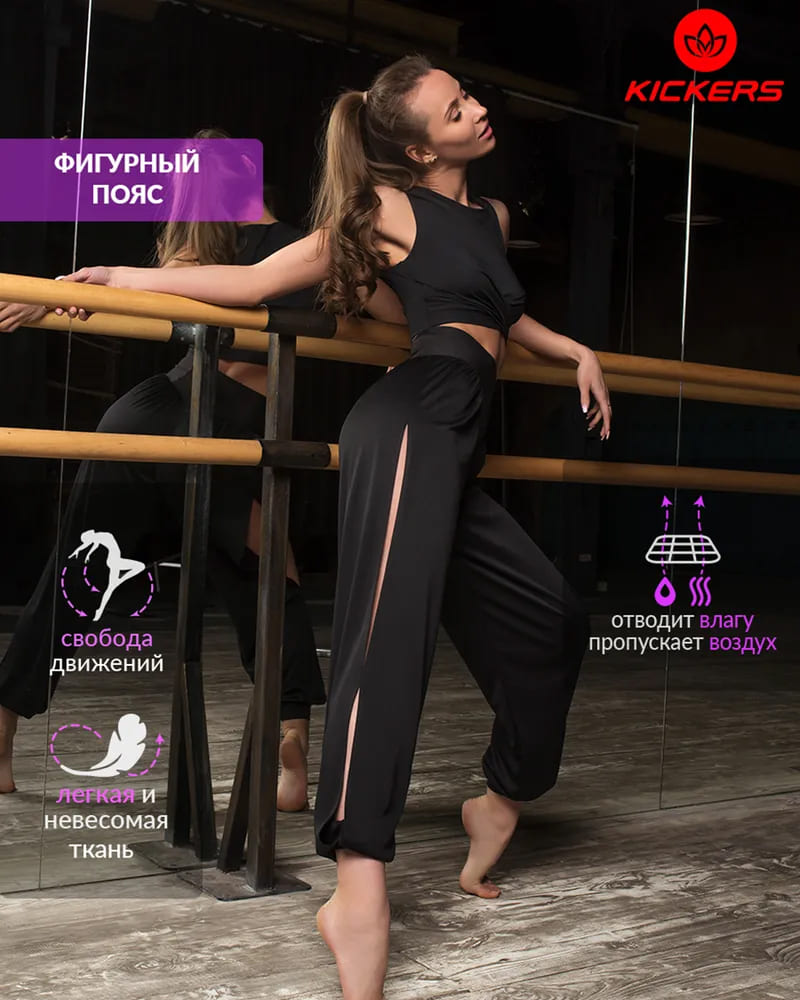 KICKERS
ФИГУРНЫЙ
ПОЯС
отводит влагу
пропускает воздух
свобода
движений
легкая и
невесомая
ткань